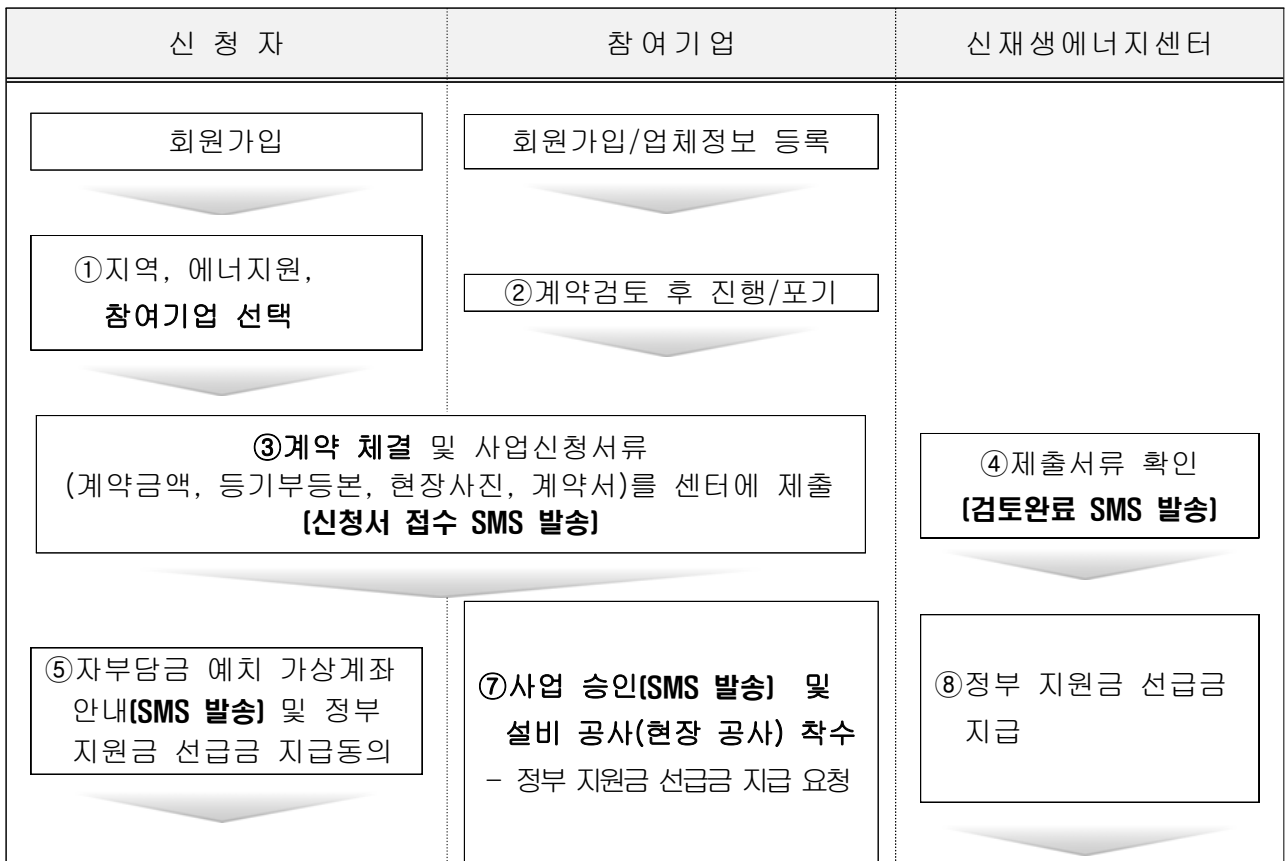 신 청 자
참여기업
신재생에너지센터
회원가입
회원가입/업체정보 등록
①지역, 에너지원,
참여기업 선택
②계약검토 후 진행/포기
③계약 체결 및 사업신청서류
(계약금액, 등기부등본, 현장사진, 계약서)를 센터에 제출
(신청서 접수 SMS 발송)
④제출서류 확인
(검토완료 SMS 발송)
⑤자부담금 예치 가상계좌
안내(SMS 발송) 및 정부
지원금 선급금 지급동의
⑦사업 승인(SMS 발송) 및
설비 공사(현장 공사) 착수
- 정부 지원금 선급금 지급 요청
⑧정부 지원금 선급금
지급